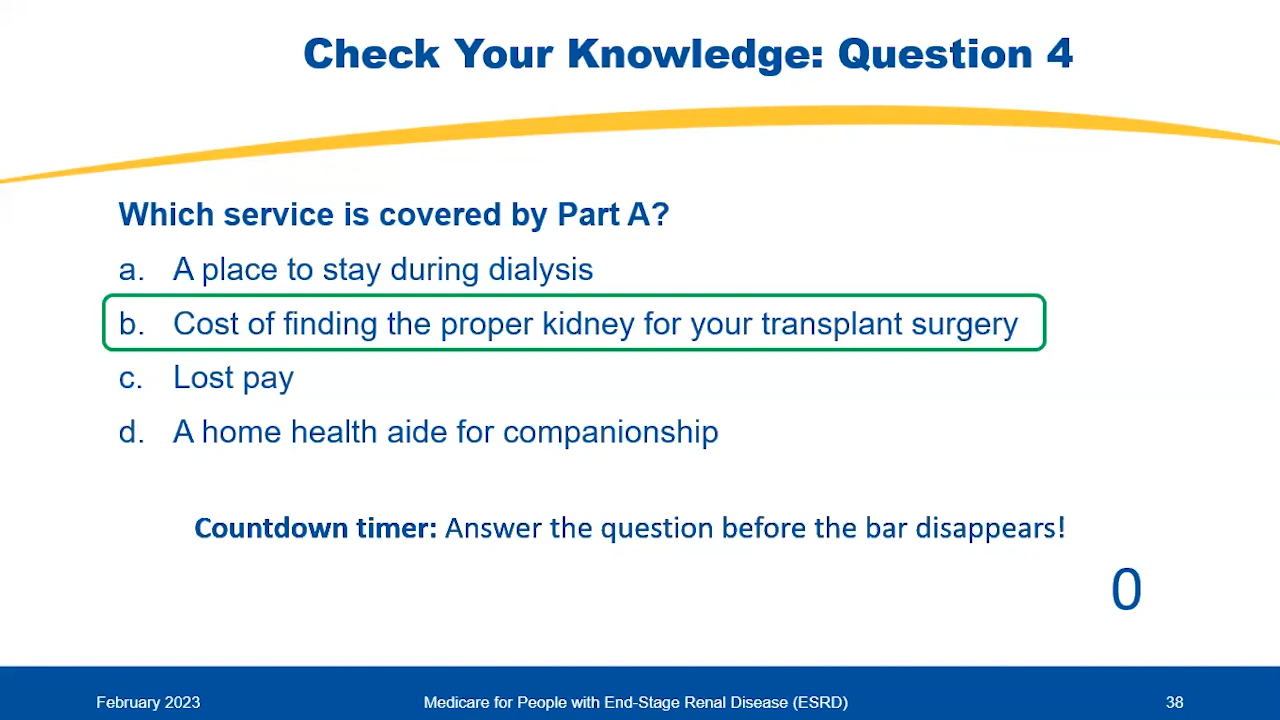 Check Your Knowledge: Question 4
Which service is covered by Part A?
a. A place to stay during dialysis
b. Cost of finding the proper kidney for your transplant surgery
c. Lost pay
d. A home health aide for companionship
Countdown timer: Answer the question before the bar disappears!
0
February 2023 Medicare for People with End-Stage Renal Disease (ESRD) 38